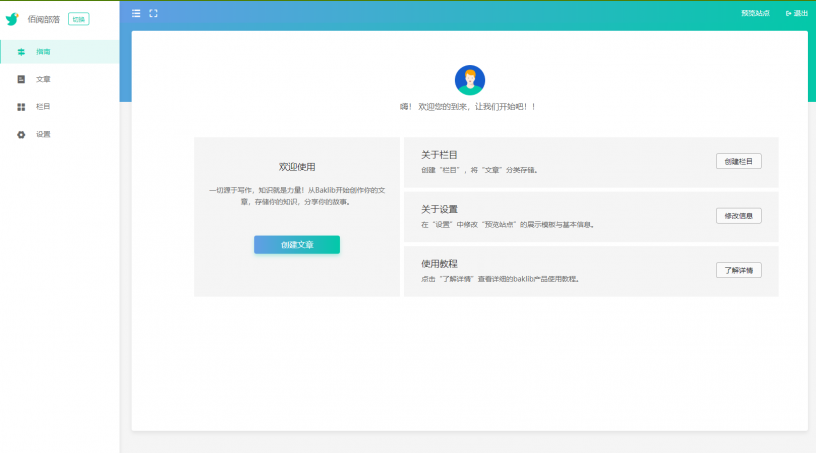 佰阅部落 切换
预览站点 退出
指南
文章
栏目
设置
嗨！ 欢迎您的到来，让我们开始吧！！
欢迎使用
一切源于写作，知识就是力量！从Baklib开始创作你的文
章，存储你的知识，分享你的故事。
创建文章
关于栏目
创建“栏目”，将“文章”分类存储。
创建栏目
关于设置
在“设置”中修改“预览站点”的展示模板与基本信息。
修改信息
使用教程
点击“了解详情”查看详细的baklib产品使用教程。
了解详情